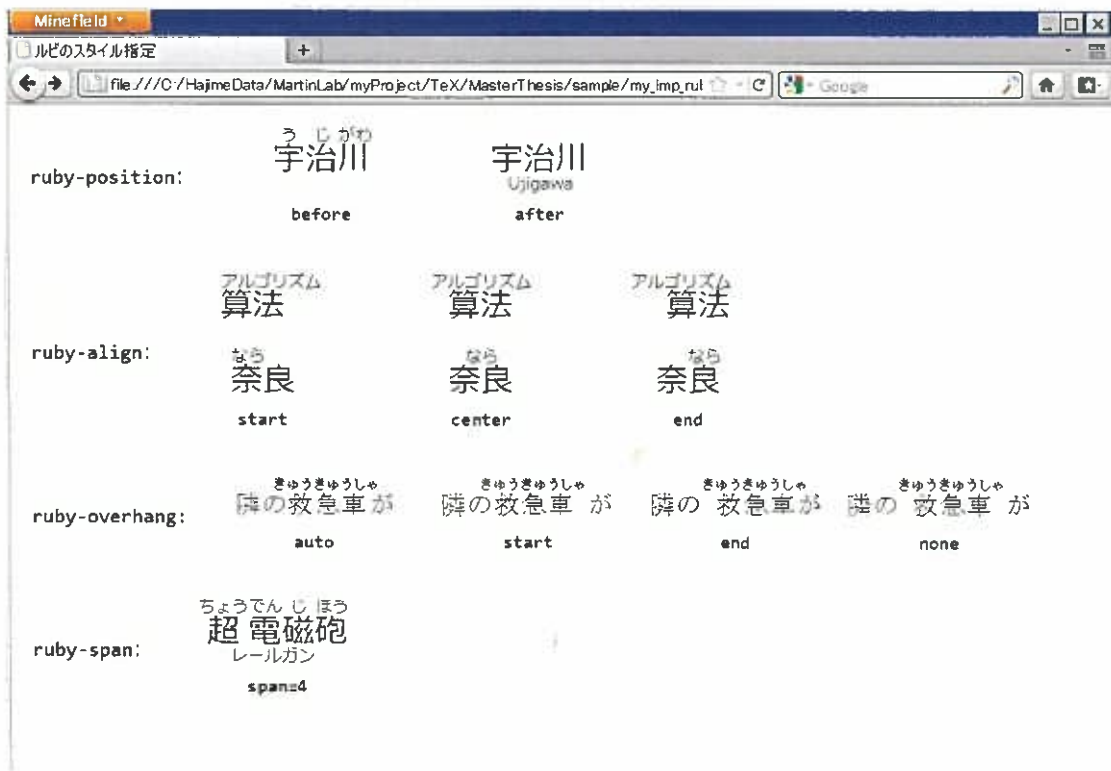 Minefield
ルビのスタイル指定 +
file:///C:/HajimeData/MartinLab/myProject/TeX/MasterThesis/sample/my_imp_rul Google
う じ がわ
宇治川 宇治川
ruby-position: Ujigawa
before after
アルゴリズム アルゴリズム アルゴリズム
算法 算法 算法
ruby-align:
なら なら なら
奈良 奈良 奈良
start center end
きゅうきゅうしゃ きゅうきゅうしゃ きゅうきゅうしゃ きゅうきゅうしゃ
隣の救急車が 隣の救急車 が 隣の 救急車が 隣の 救急車 が
ruby-overhang:
auto start end none
ちょうでん じ ほう
超電磁砲
ruby-span: レールガン
span=4